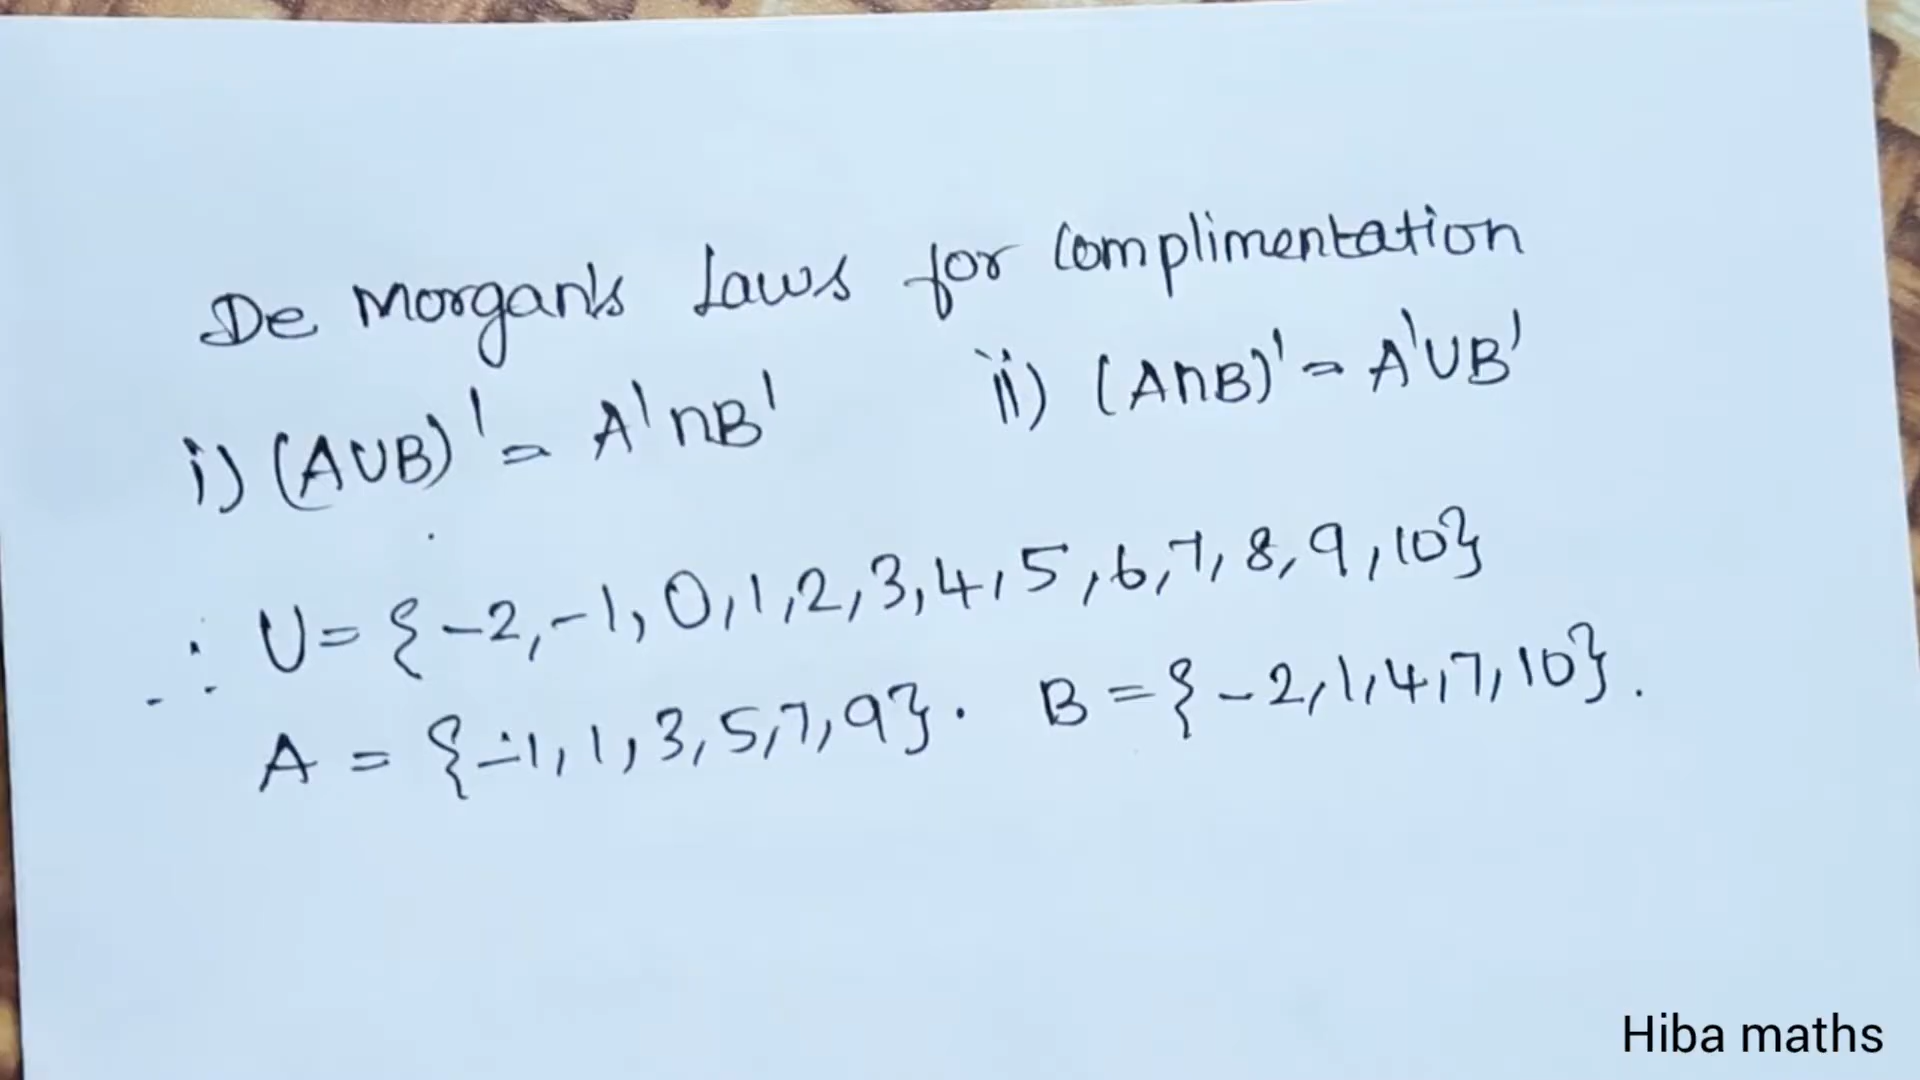 De Morgan's Laws for Complimentation
i) (A∪B)' = A'∩B' ii) (A∩B)' = A'∪B'
∴ U = {-2, -1, 0, 1, 2, 3, 4, 5, 6, 7, 8, 9, 10}
A = {-1, 1, 3, 5, 7, 9}. B = {-2, 1, 4, 7, 10}.
Hiba maths